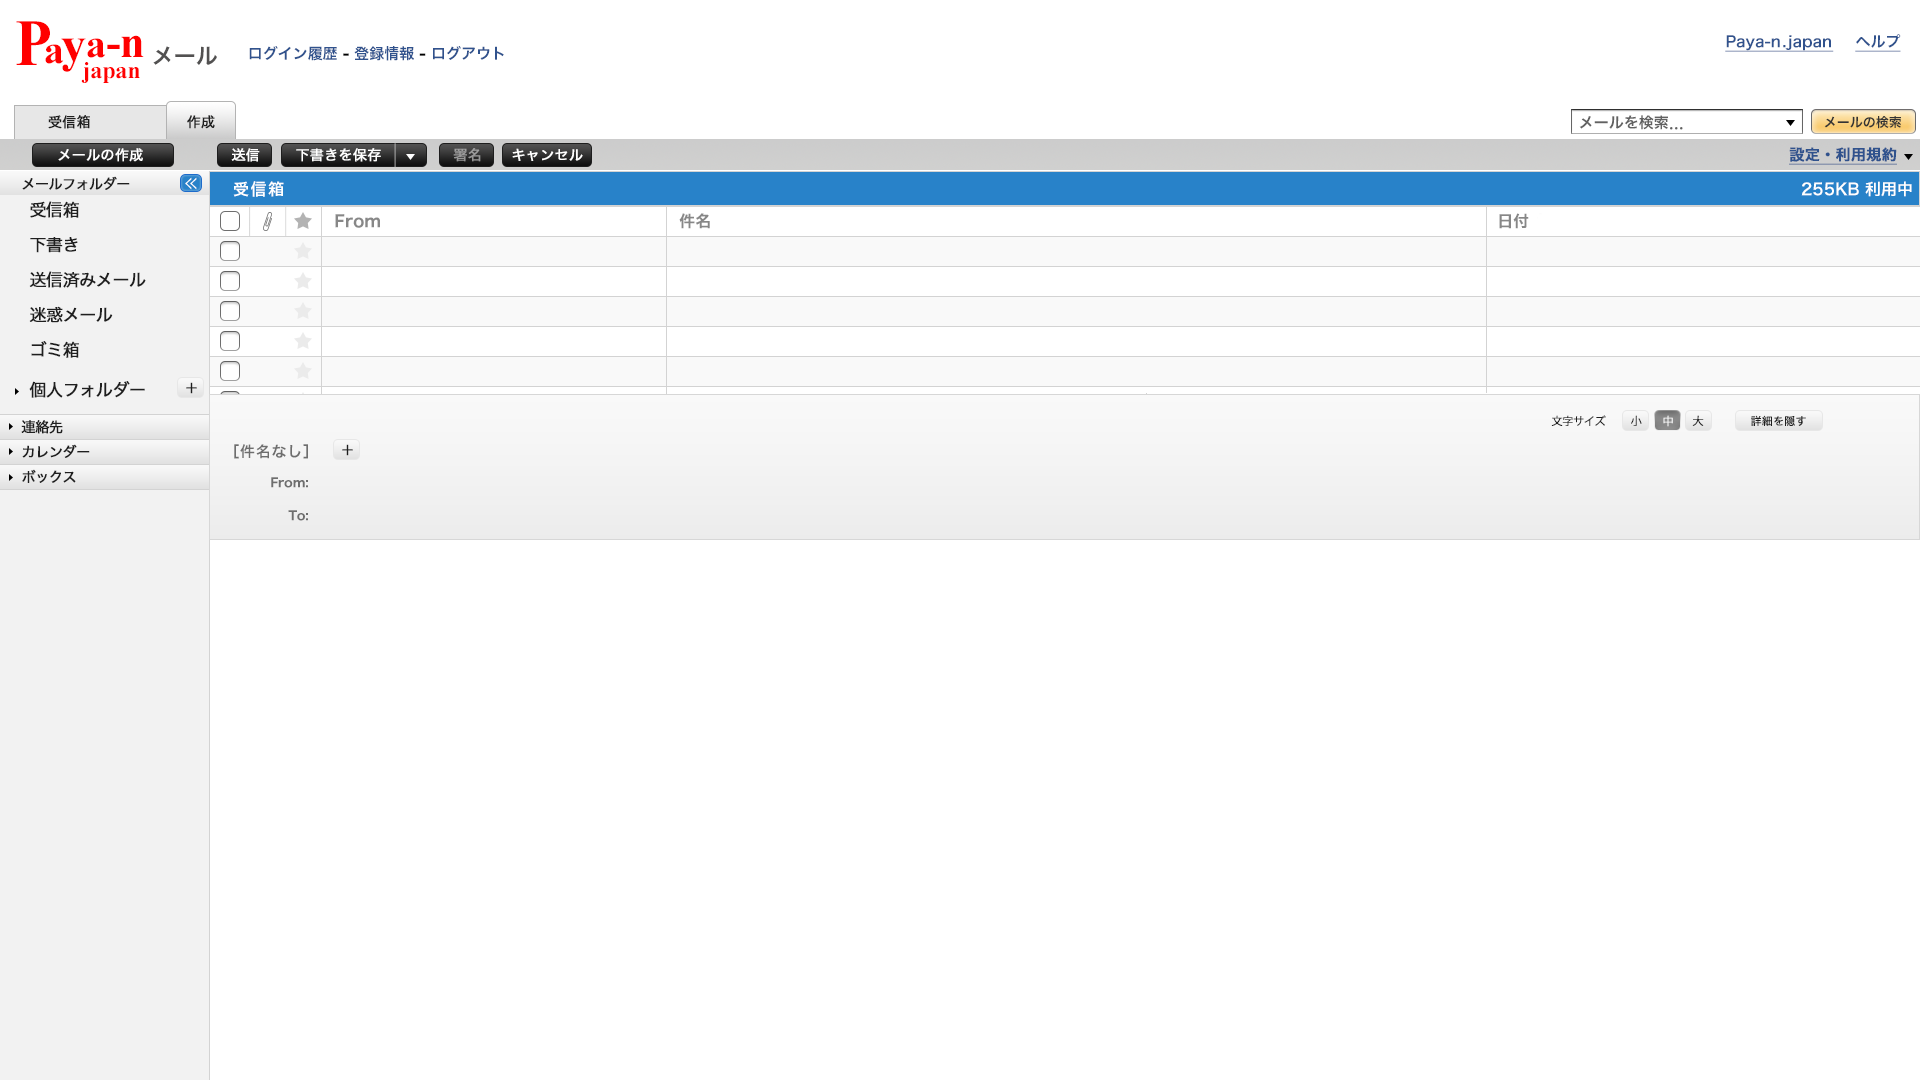 Paya-n
japan
メール
ログイン履歴 - 登録情報 - ログアウト
Paya-n.japan ヘルプ
受信箱 作成
メールを検索... メールの検索
メールの作成 送信 下書きを保存 署名 キャンセル 設定・利用規約
メールフォルダー
受信箱 255KB 利用中
受信箱
下書き
送信済みメール
迷惑メール
ゴミ箱
個人フォルダー +
連絡先
カレンダー
ボックス
From 件名 日付
文字サイズ 小 中 大 詳細を隠す
[件名なし] +
From:
To: